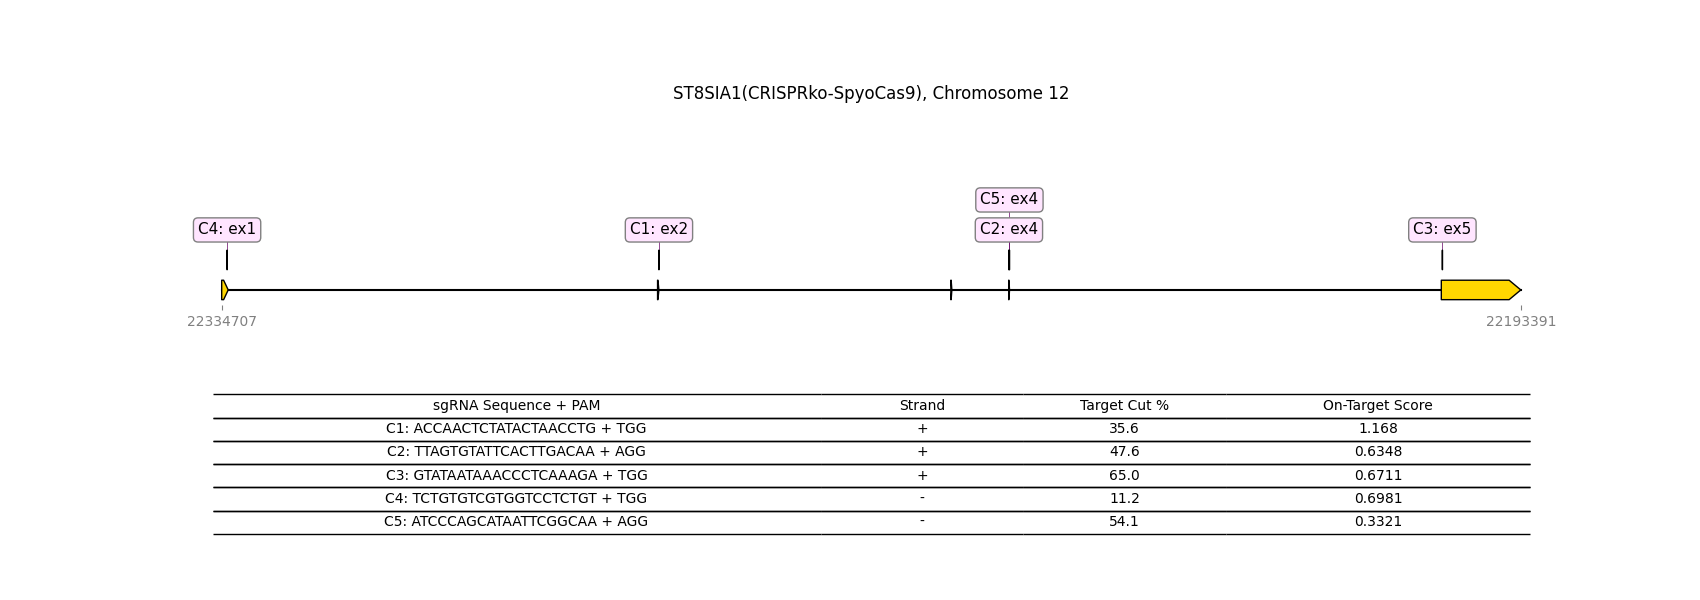 ST8SIA1(CRISPRko-SpyoCas9), Chromosome 12
C5: ex4
C4: ex1 C1: ex2 C2: ex4 C3: ex5
22334707 22193391
sgRNA Sequence + PAM Strand Target Cut % On-Target Score
C1: ACCAACTCTATACTAACCTG + TGG + 35.6 1.168
C2: TTAGTGTATTCACTTGACAA + AGG + 47.6 0.6348
C3: GTATAATAAACCCTCAAAGA + TGG + 65.0 0.6711
C4: TCTGTGTCGTGGTCCTCTGT + TGG - 11.2 0.6981
C5: ATCCCAGCATAATTCGGCAA + AGG - 54.1 0.3321